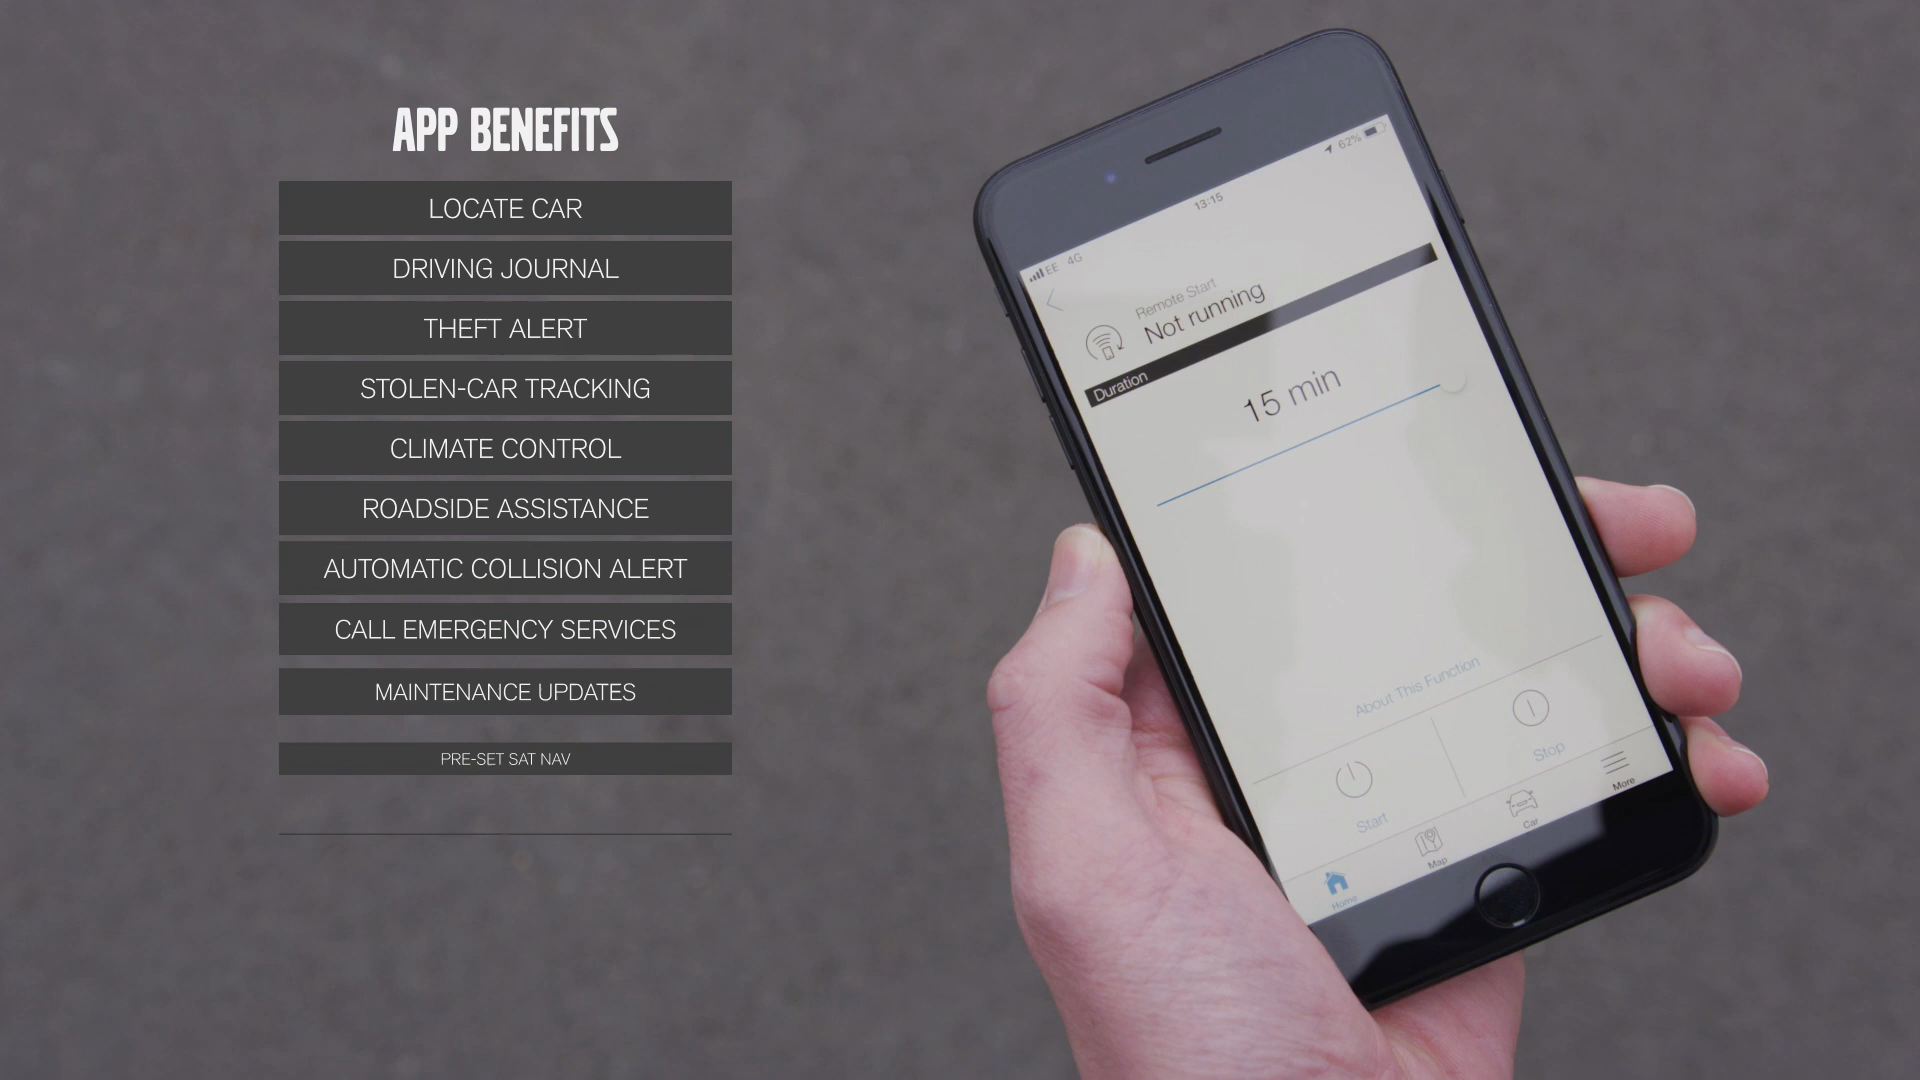 APP BENEFITS
LOCATE CAR
DRIVING JOURNAL
THEFT ALERT
STOLEN-CAR TRACKING
CLIMATE CONTROL
ROADSIDE ASSISTANCE
AUTOMATIC COLLISION ALERT
CALL EMERGENCY SERVICES
MAINTENANCE UPDATES
PRE-SET SAT NAV
EE 4G
13:15
62%
Remote Start
Not running
Duration
15 min
About This Function
Start
Stop
Home
Map
Car
More